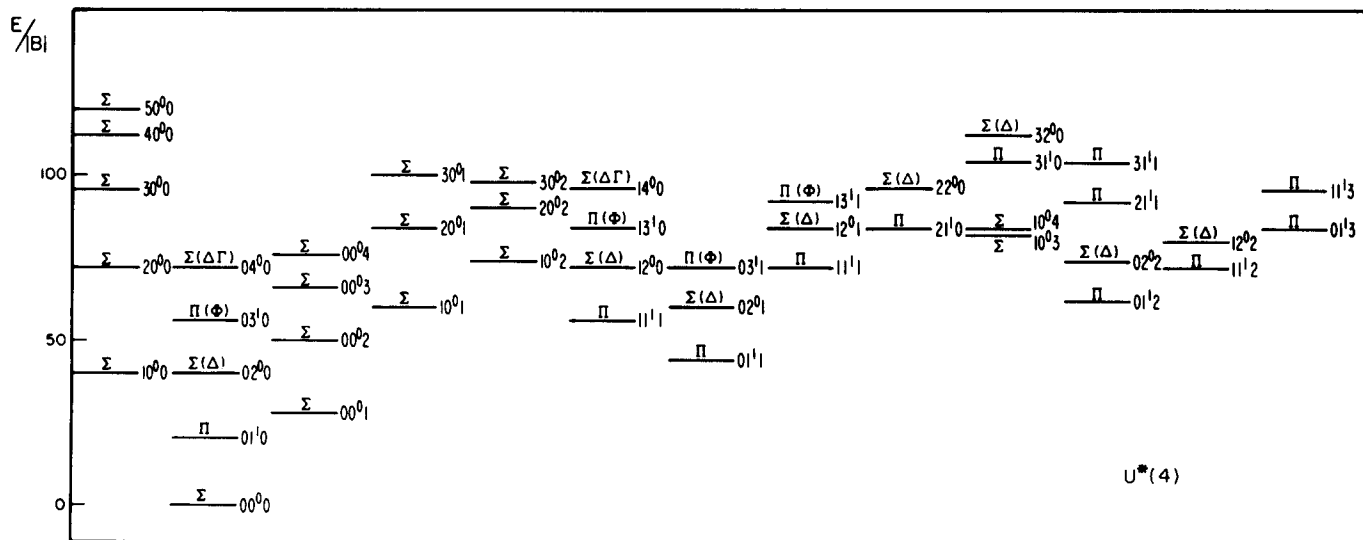 E/|B|
100
50
0
Σ 50⁰0
Σ 40⁰0
Σ 30⁰0
Σ 20⁰0
Σ 10⁰0
Σ(ΔΓ) 04⁰0
Π(Φ) 03¹0
Σ(Δ) 02⁰0
Π 01¹0
Σ 00⁰0
Σ 00⁰4
Σ 00⁰3
Σ 00⁰2
Σ 00⁰1
Σ 30⁰1
Σ 20⁰1
Σ 10⁰1
Σ 30⁰2
Σ 20⁰2
Σ 10⁰2
Σ(ΔΓ) 14⁰0
Π(Φ) 13¹0
Σ(Δ) 12⁰0
Π 11¹1
Π(Φ) 03¹1
Σ(Δ) 02⁰1
Π 01¹1
Π(Φ) 13¹1
Σ(Δ) 12⁰1
Π 11¹1
Σ(Δ) 22⁰0
Π 21¹0
Σ(Δ) 32⁰0
Π 31¹0
Σ 10⁰4
Σ 10⁰3
Π 31¹1
Π 21¹1
Σ(Δ) 02⁰2
Π 01¹2
Σ(Δ) 12⁰2
Π 11¹2
Π 11¹3
Π 01¹3
U*(4)